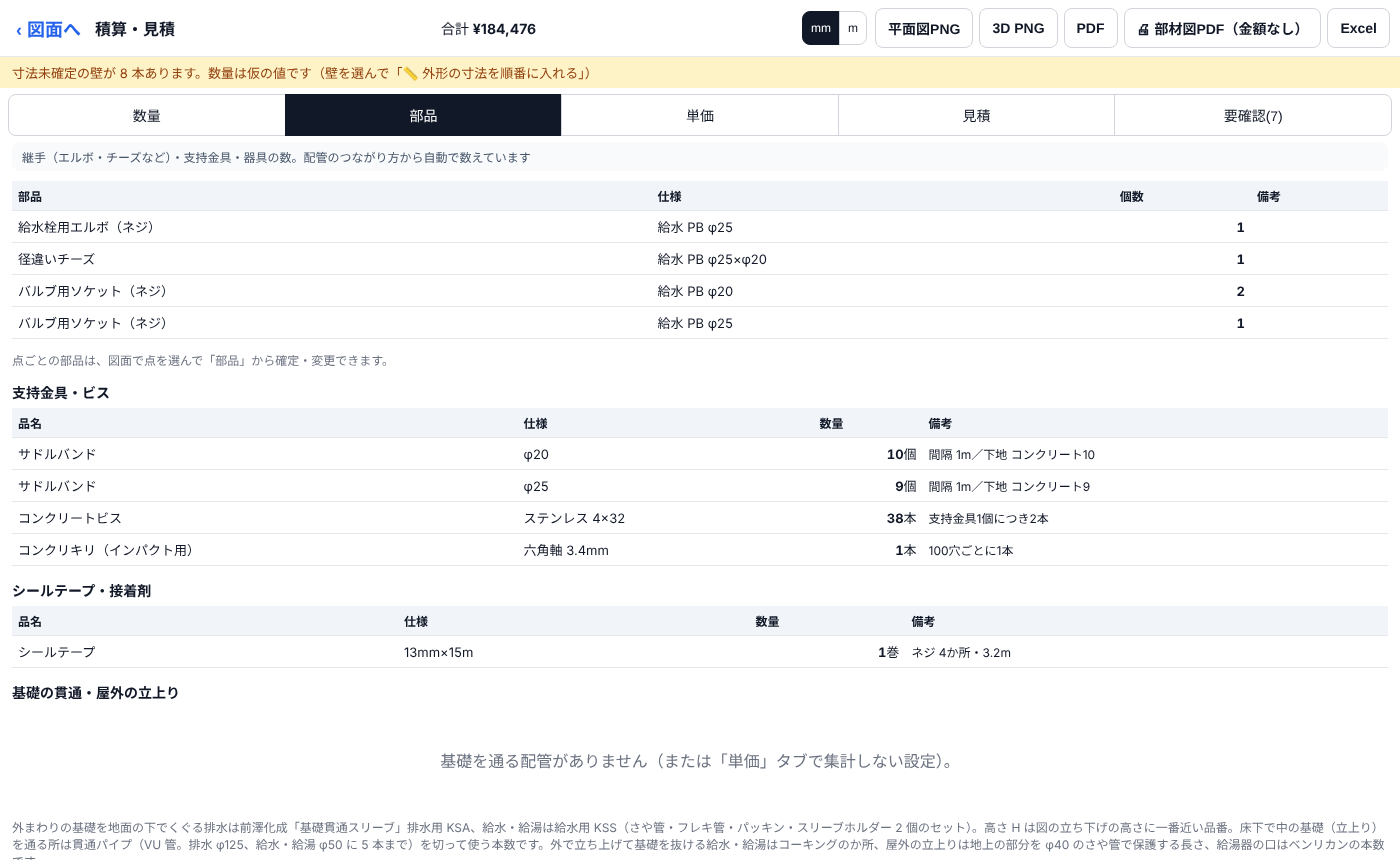 ‹ 図面へ 積算・見積 合計 ¥184,476 mm m 平面図PNG 3D PNG PDF 🖨 部材図PDF（金額なし） Excel
寸法未確定の壁が 8 本あります。数量は仮の値です（壁を選んで「📏 外形の寸法を順番に入れる」）
数量 部品 単価 見積 要確認(7)
継手（エルボ・チーズなど）・支持金具・器具の数。配管のつながり方から自動で数えています
部品 仕様 個数 備考
給水栓用エルボ（ネジ） 給水 PB φ25 1
径違いチーズ 給水 PB φ25×φ20 1
バルブ用ソケット（ネジ） 給水 PB φ20 2
バルブ用ソケット（ネジ） 給水 PB φ25 1
点ごとの部品は、図面で点を選んで「部品」から確定・変更できます。
支持金具・ビス
品名 仕様 数量 備考
サドルバンド φ20 10個 間隔 1m／下地 コンクリート10
サドルバンド φ25 9個 間隔 1m／下地 コンクリート9
コンクリートビス ステンレス 4×32 38本 支持金具1個につき2本
コンクリキリ（インパクト用） 六角軸 3.4mm 1本 100穴ごとに1本
シールテープ・接着剤
品名 仕様 数量 備考
シールテープ 13mm×15m 1巻 ネジ 4か所・3.2m
基礎の貫通・屋外の立上り
基礎を通る配管がありません（または「単価」タブで集計しない設定）。
外まわりの基礎を地面の下でくぐる排水は前澤化成「基礎貫通スリーブ」排水用 KSA、給水・給湯は給水用 KSS（さや管・フレキ管・パッキン・スリーブホルダー 2 個のセット）。高さ H は図の立ち下げの高さに一番近い品番。床下で中の基礎（立上り）
を通る所は貫通パイプ（VU 管。排水 φ125、給水・給湯 φ50 に 5 本まで）を切って使う本数です。外で立ち上げて基礎を抜ける給水・給湯はコーキングのか所、屋外の立上りは地上の部分を φ40 のさや管で保護する長さ、給湯器の口はベンリカンの本数
です。